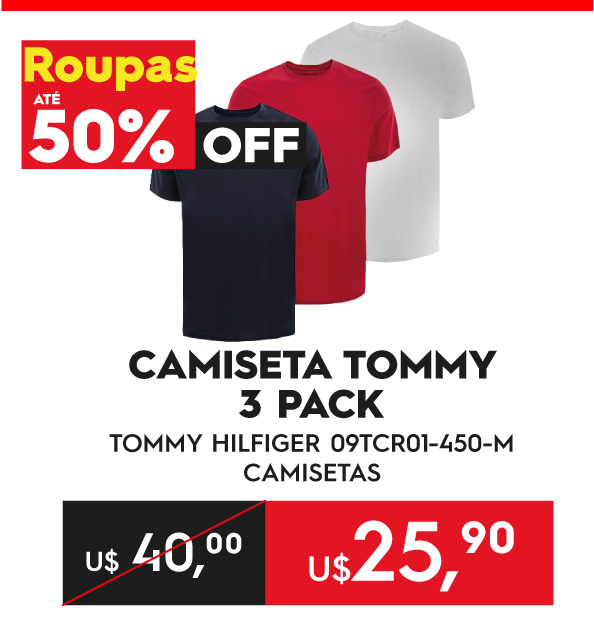 Roupas
ATÉ
50% OFF
CAMISETA TOMMY
3 PACK
TOMMY HILFIGER 09TCR01-450-M
CAMISETAS
U$ 40,00
U$25,90